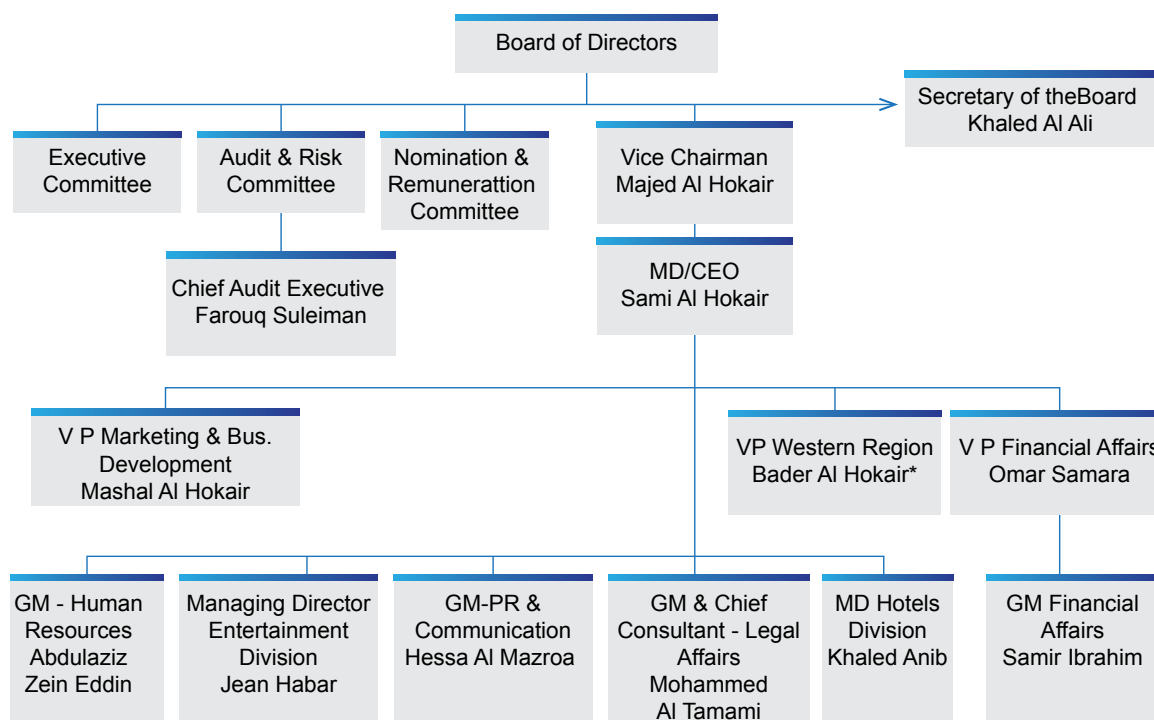 Board of Directors
Secretary of theBoard
Khaled Al Ali
Executive
Committee
Audit & Risk
Committee
Nomination &
Remunerattion
Committee
Vice Chairman
Majed Al Hokair
Chief Audit Executive
Farouq Suleiman
MD/CEO
Sami Al Hokair
V P Marketing & Bus.
Development
Mashal Al Hokair
VP Western Region
Bader Al Hokair*
V P Financial Affairs
Omar Samara
GM - Human
Resources
Abdulaziz
Zein Eddin
Managing Director
Entertainment
Division
Jean Habar
GM-PR &
Communication
Hessa Al Mazroa
GM & Chief
Consultant - Legal
Affairs
Mohammed
Al Tamami
MD Hotels
Division
Khaled Anib
GM Financial
Affairs
Samir Ibrahim